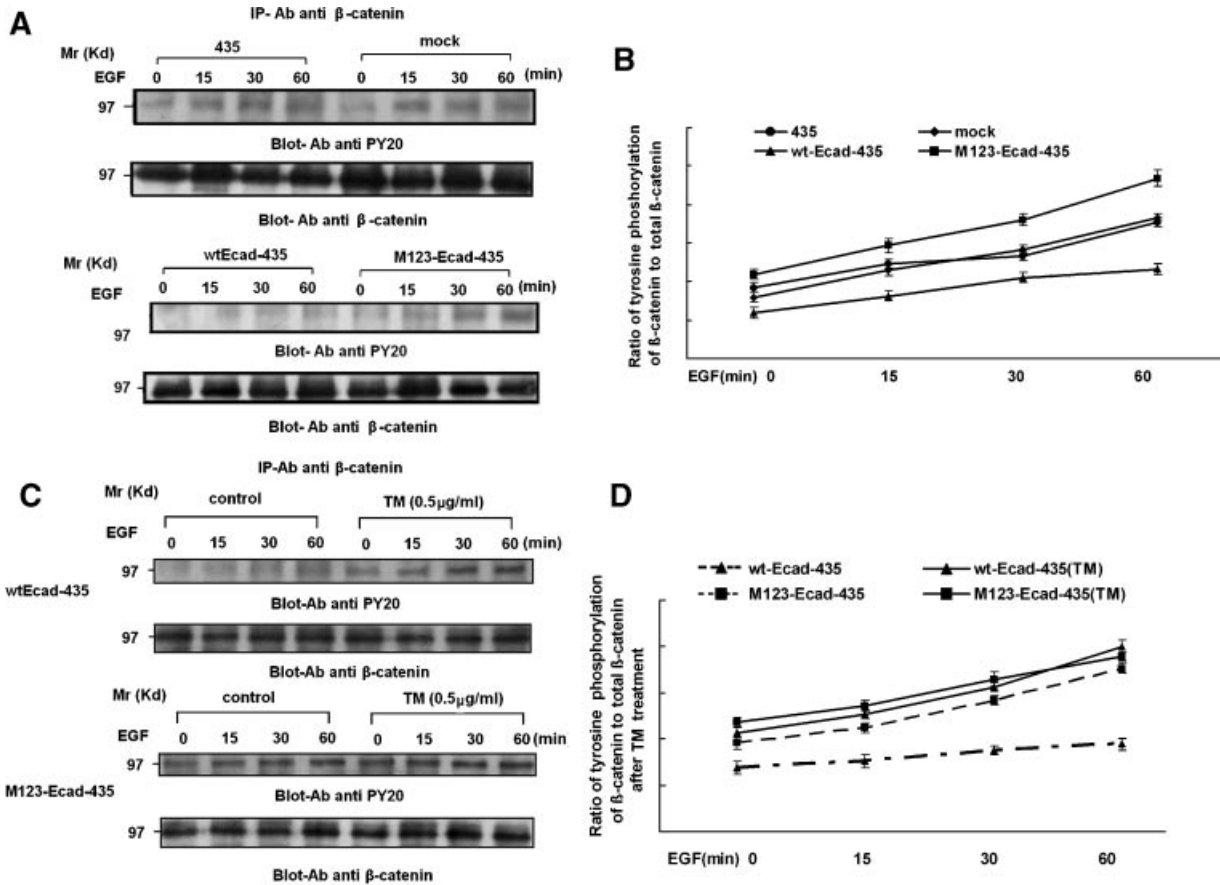 A
IP- Ab anti β-catenin
Mr (Kd)
435
mock
EGF
0 15 30 60 0 15 30 60 (min)
97
Blot- Ab anti PY20
97
Blot- Ab anti β-catenin
Mr (Kd)
wtEcad-435
M123-Ecad-435
EGF
0 15 30 60 0 15 30 60 (min)
97
Blot- Ab anti PY20
97
Blot- Ab anti β-catenin
B
435
mock
wt-Ecad-435
M123-Ecad-435
Ratio of tyrosine phoshorylation
of ß-catenin to total ß-catenin
EGF(min) 0 15 30 60
C
IP-Ab anti β-catenin
Mr (Kd)
control
TM (0.5µg/ml)
EGF
0 15 30 60 0 15 30 60 (min)
97
wtEcad-435
Blot-Ab anti PY20
97
Blot-Ab anti β-catenin
Mr (Kd)
control
TM (0.5µg/ml)
EGF
0 15 30 60 0 15 30 60 (min
97
M123-Ecad-435
Blot-Ab anti PY20
97
Blot-Ab anti β-catenin
D
wt-Ecad-435
wt-Ecad-435(TM)
M123-Ecad-435
M123-Ecad-435(TM)
Ratio of tyrosine phosphorylation
of ß-catenin to total ß-catenin
after TM treatment
EGF(min) 0 15 30 60